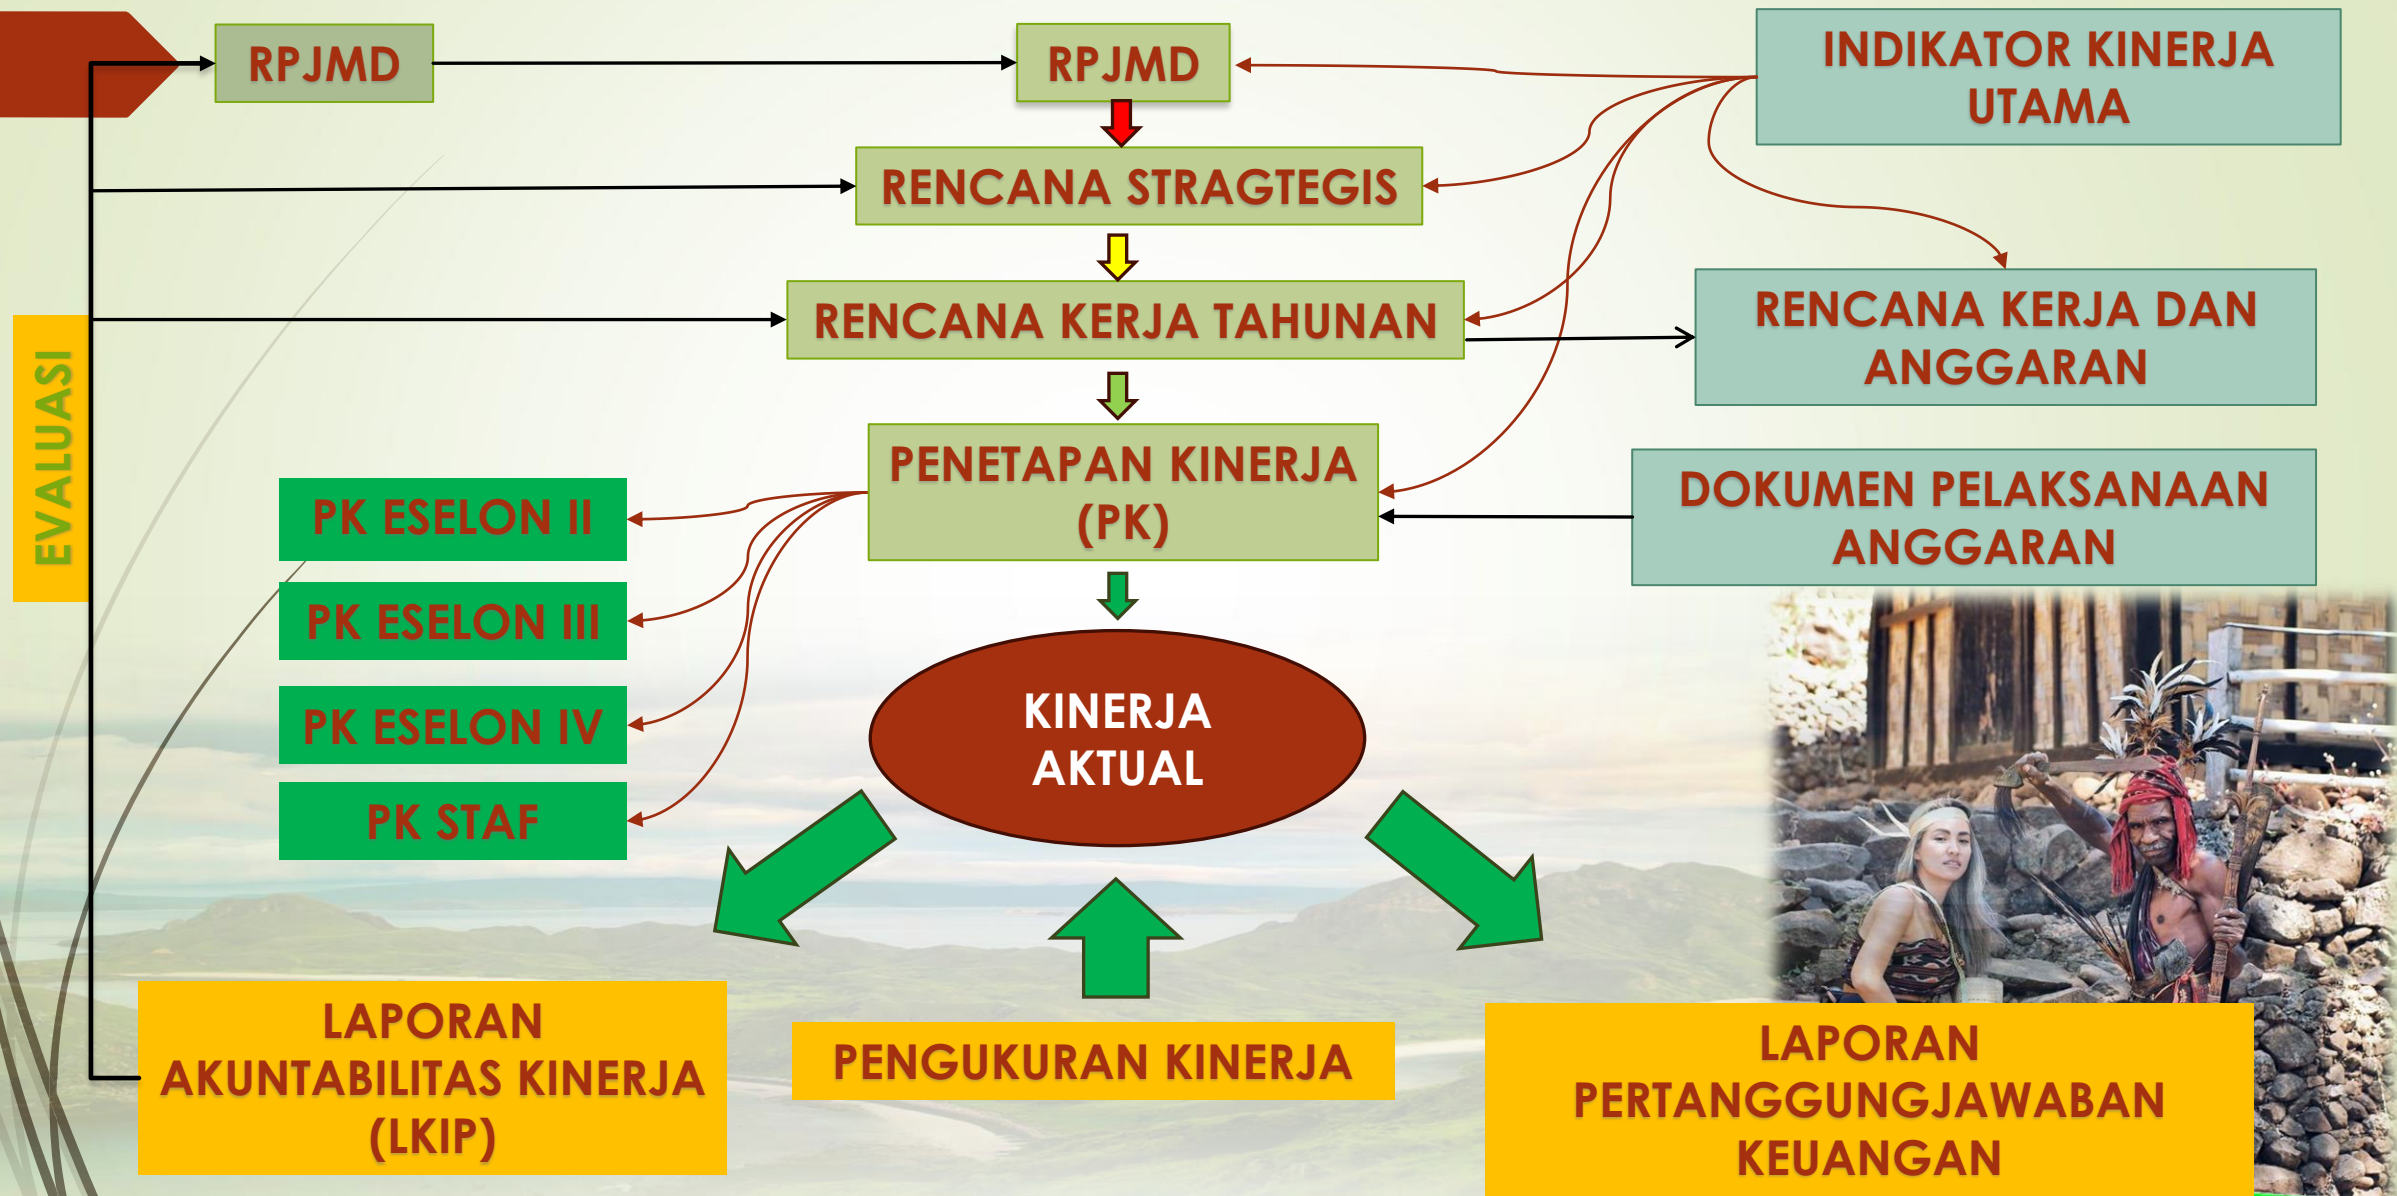 RPJMD
RPJMD
INDIKATOR KINERJA
UTAMA
RENCANA STRAGTEGIS
RENCANA KERJA TAHUNAN
RENCANA KERJA DAN
ANGGARAN
EVALUASI
PENETAPAN KINERJA
(PK)
DOKUMEN PELAKSANAAN
ANGGARAN
PK ESELON II
PK ESELON III
PK ESELON IV
PK STAF
KINERJA
AKTUAL
LAPORAN
AKUNTABILITAS KINERJA
(LKIP)
PENGUKURAN KINERJA
LAPORAN
PERTANGGUNGJAWABAN
KEUANGAN